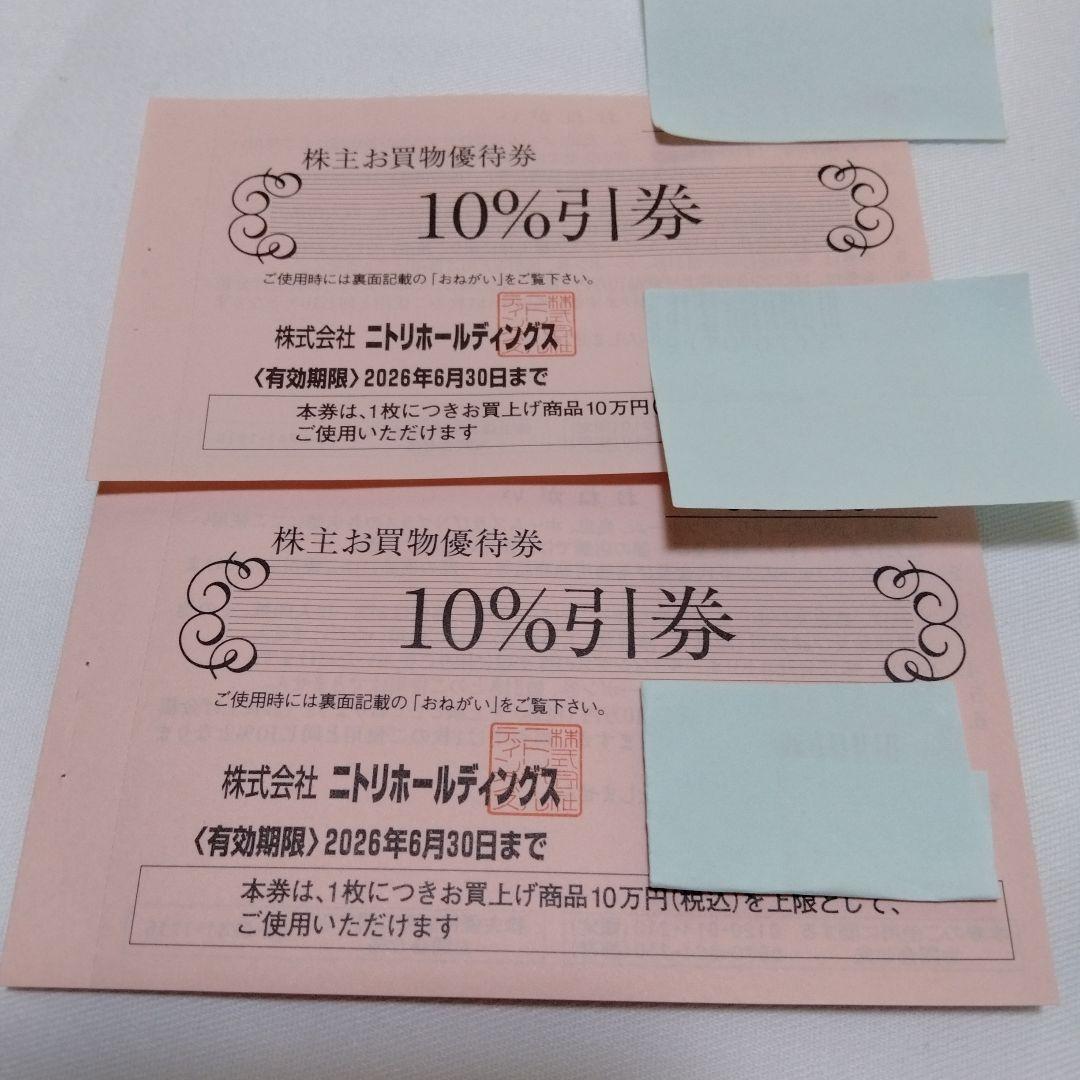 株主お買物優待券
10%引券
ご使用時には裏面記載の「おねがい」をご覧下さい。
株式会社 ニトリホールディングス
〈有効期限〉2026年6月30日まで
本券は、1枚につきお買上げ商品10万円(
ご使用いただけます
株主お買物優待券
10%引券
ご使用時には裏面記載の「おねがい」をご覧下さい。
株式会社 ニトリホールディングス
〈有効期限〉2026年6月30日まで
本券は、1枚につきお買上げ商品10万円(税込)を上限として、
ご使用いただけます